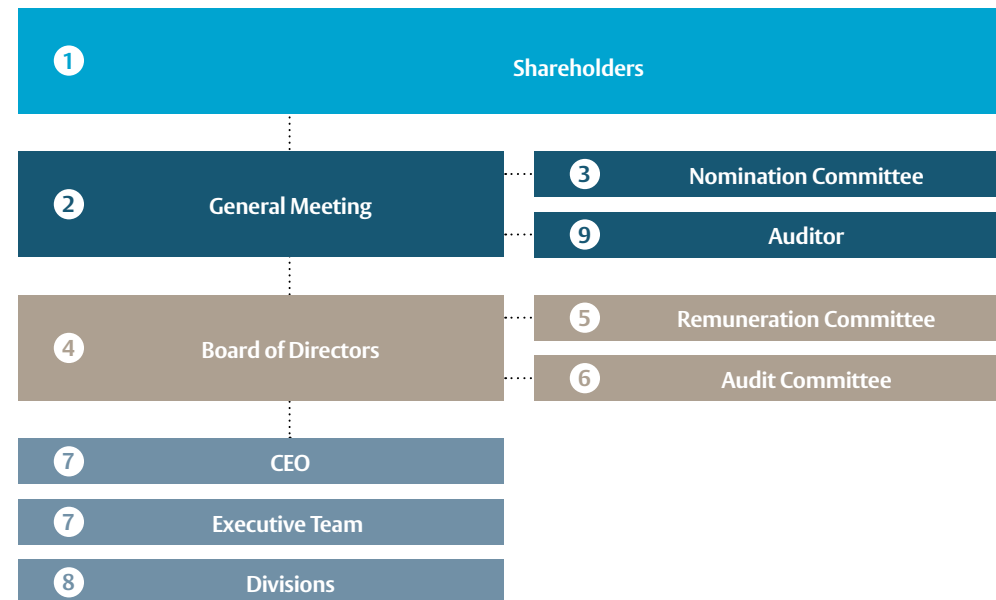 1 Shareholders
2 General Meeting
3 Nomination Committee
9 Auditor
4 Board of Directors
5 Remuneration Committee
6 Audit Committee
7 CEO
7 Executive Team
8 Divisions